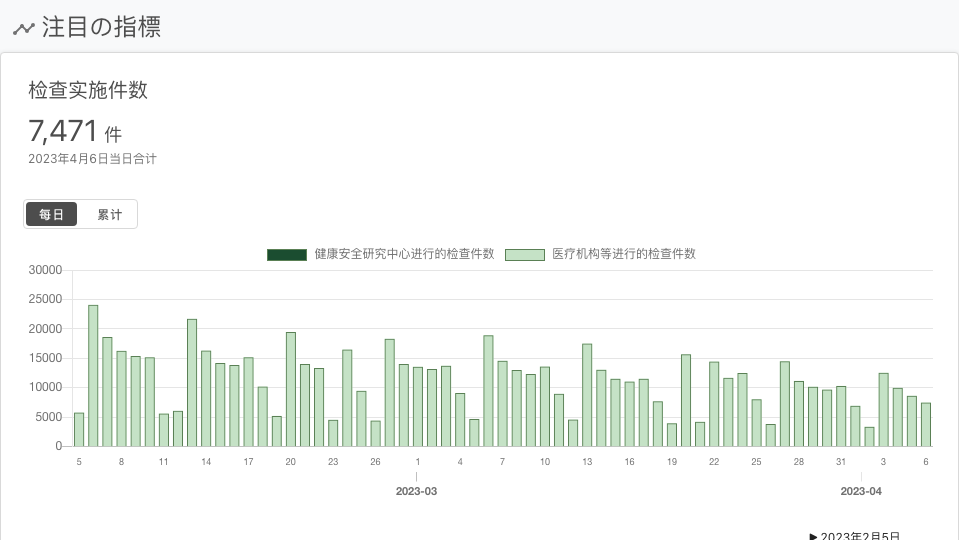 注目の指標
检查实施件数
7,471 件
2023年4月6日当日合计
每日 累计
健康安全研究中心进行的检查件数 医疗机构等进行的检查件数
30000
25000
20000
15000
10000
5000
0
5 8 11 14 17 20 23 26 1 4 7 10 13 16 19 22 25 28 31 3 6
2023-03 2023-04
▶ 2023年2月5日